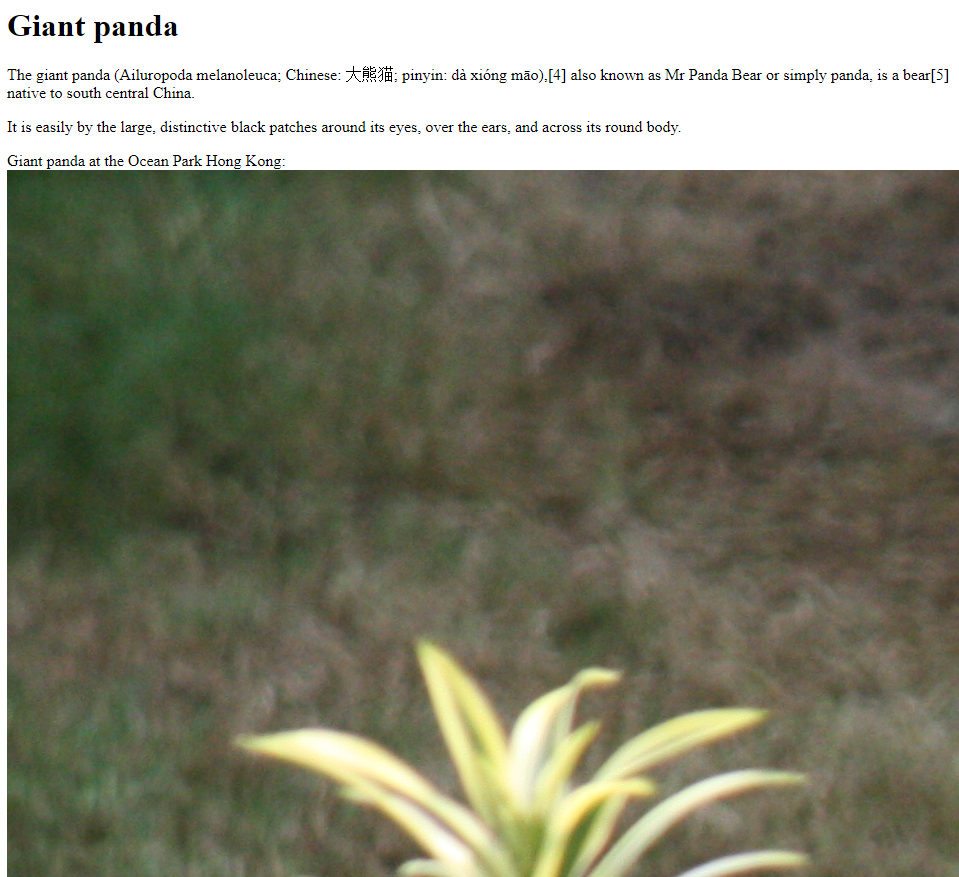 Giant panda
The giant panda (Ailuropoda melanoleuca; Chinese: 大熊猫; pinyin: dà xióng māo),[4] also known as Mr Panda Bear or simply panda, is a bear[5]
native to south central China.
It is easily by the large, distinctive black patches around its eyes, over the ears, and across its round body.
Giant panda at the Ocean Park Hong Kong: